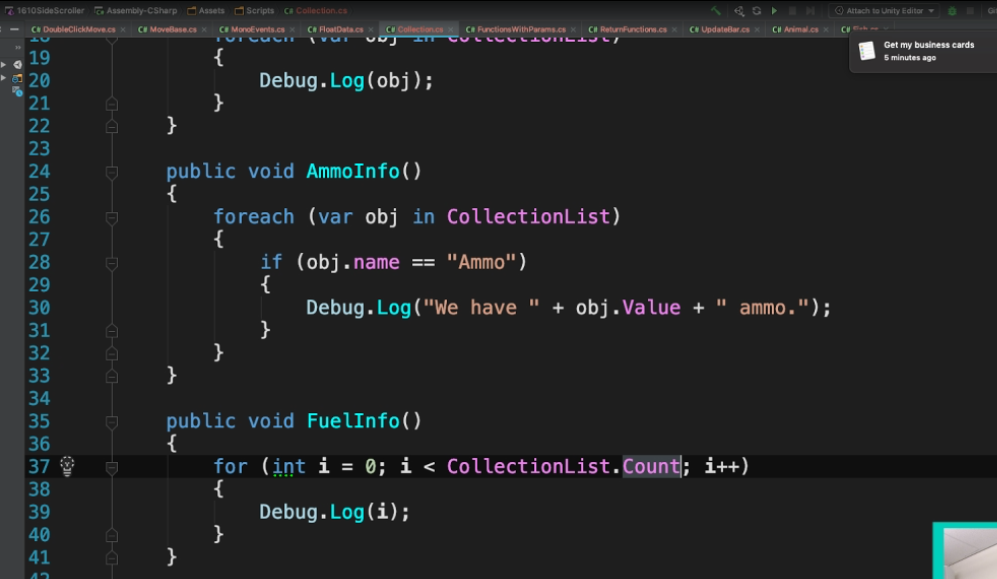 1610SideScroller Assembly-CSharp Assets Scripts Collection.cs Attach to Unity Editor
DoubleClickMove.cs MoveBase.cs MonoEvents.cs FloatData.cs Collection.cs FunctionsWithParams.cs ReturnFunctions.cs UpdateBar.cs Animal.cs
Get my business cards
5 minutes ago
foreach (var obj in CollectionList)
19 {
20 Debug.Log(obj);
21 }
22 }
23
24 public void AmmoInfo()
25 {
26 foreach (var obj in CollectionList)
27 {
28 if (obj.name == "Ammo")
29 {
30 Debug.Log("We have " + obj.Value + " ammo.");
31 }
32 }
33 }
34
35 public void FuelInfo()
36 {
37 for (int i = 0; i < CollectionList.Count; i++)
38 {
39 Debug.Log(i);
40 }
41 }
42